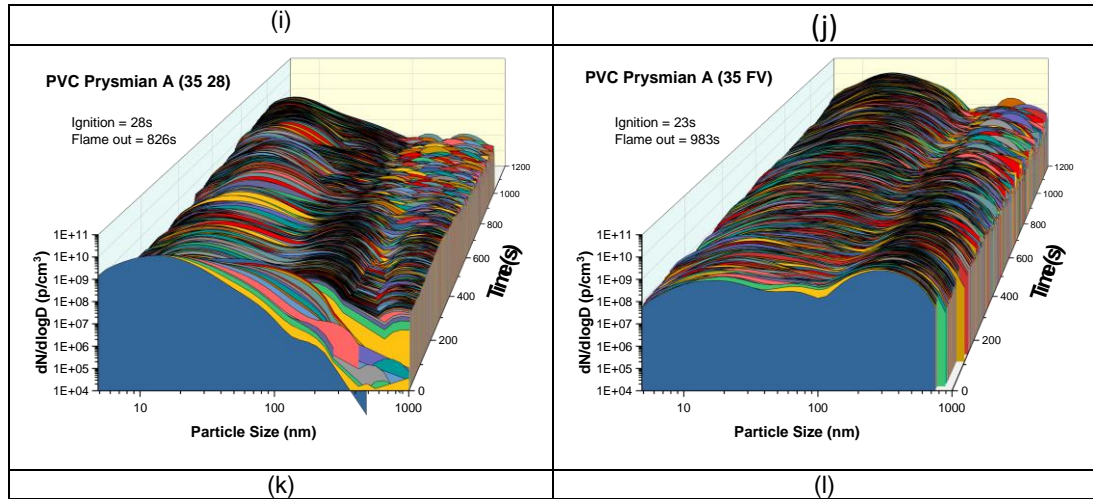 (i)
(j)
PVC Prysmian A (35 28)
Ignition = 28s
Flame out = 826s
1E+11
1E+10
1E+09
1E+08
1E+07
1E+06
1E+05
1E+04
dN/dlogD (p/cm³)
10
100
1000
Particle Size (nm)
0
200
400
600
800
1000
1200
Time(s)
PVC Prysmian A (35 FV)
Ignition = 23s
Flame out = 983s
1E+11
1E+10
1E+09
1E+08
1E+07
1E+06
1E+05
1E+04
dN/dlogD (p/cm³)
10
100
1000
Particle Size (nm)
0
200
400
600
800
1000
1200
Time(s)
(k)
(l)